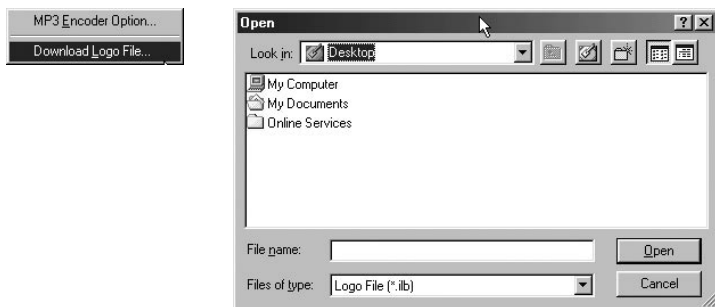 MP3 Encoder Option...
Download Logo File...
Open
Look in: Desktop
My Computer
My Documents
Online Services
File name:
Open
Files of type: Logo File (*.ilb)
Cancel